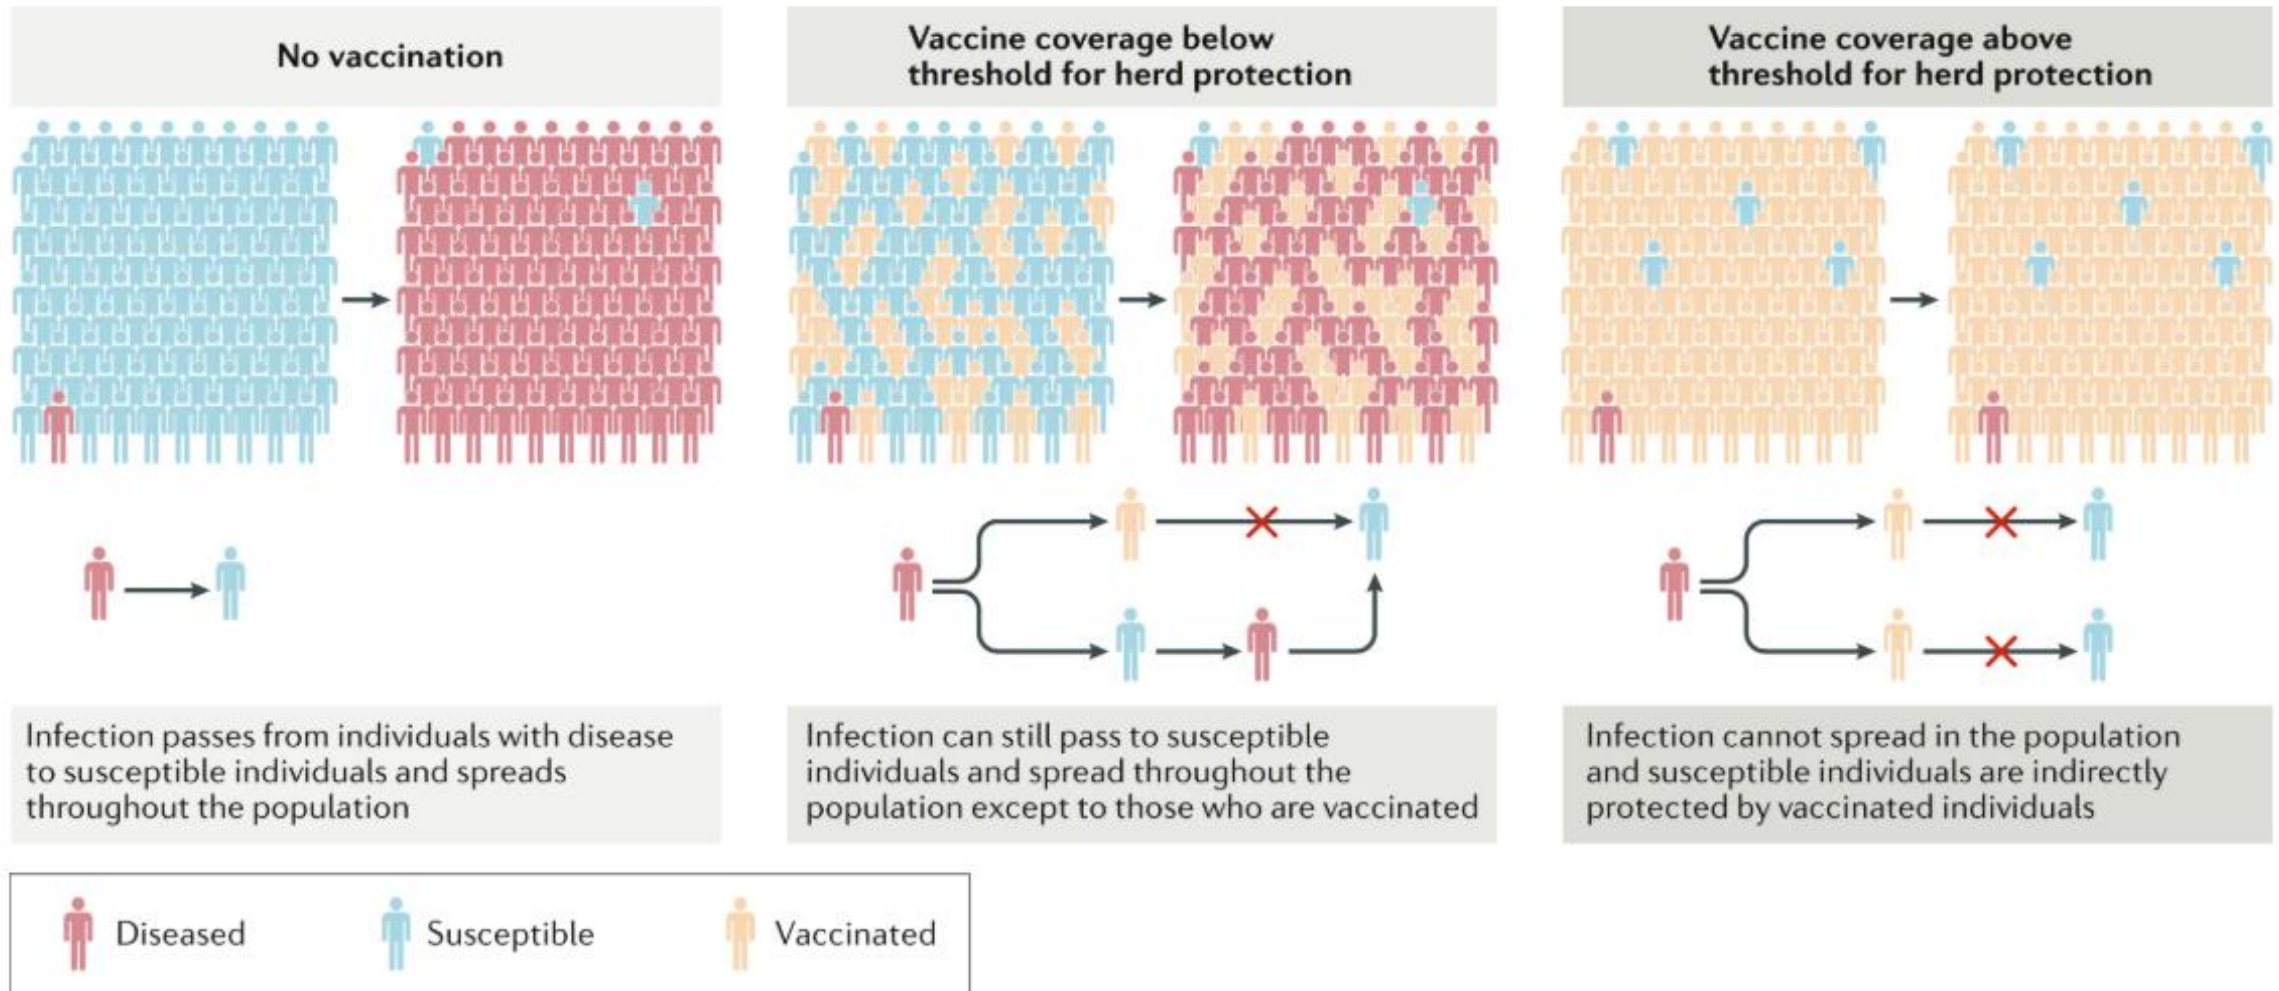 No vaccination
Vaccine coverage below
threshold for herd protection
Vaccine coverage above
threshold for herd protection
Infection passes from individuals with disease
to susceptible individuals and spreads
throughout the population
Infection can still pass to susceptible
individuals and spread throughout the
population except to those who are vaccinated
Infection cannot spread in the population
and susceptible individuals are indirectly
protected by vaccinated individuals
Diseased
Susceptible
Vaccinated